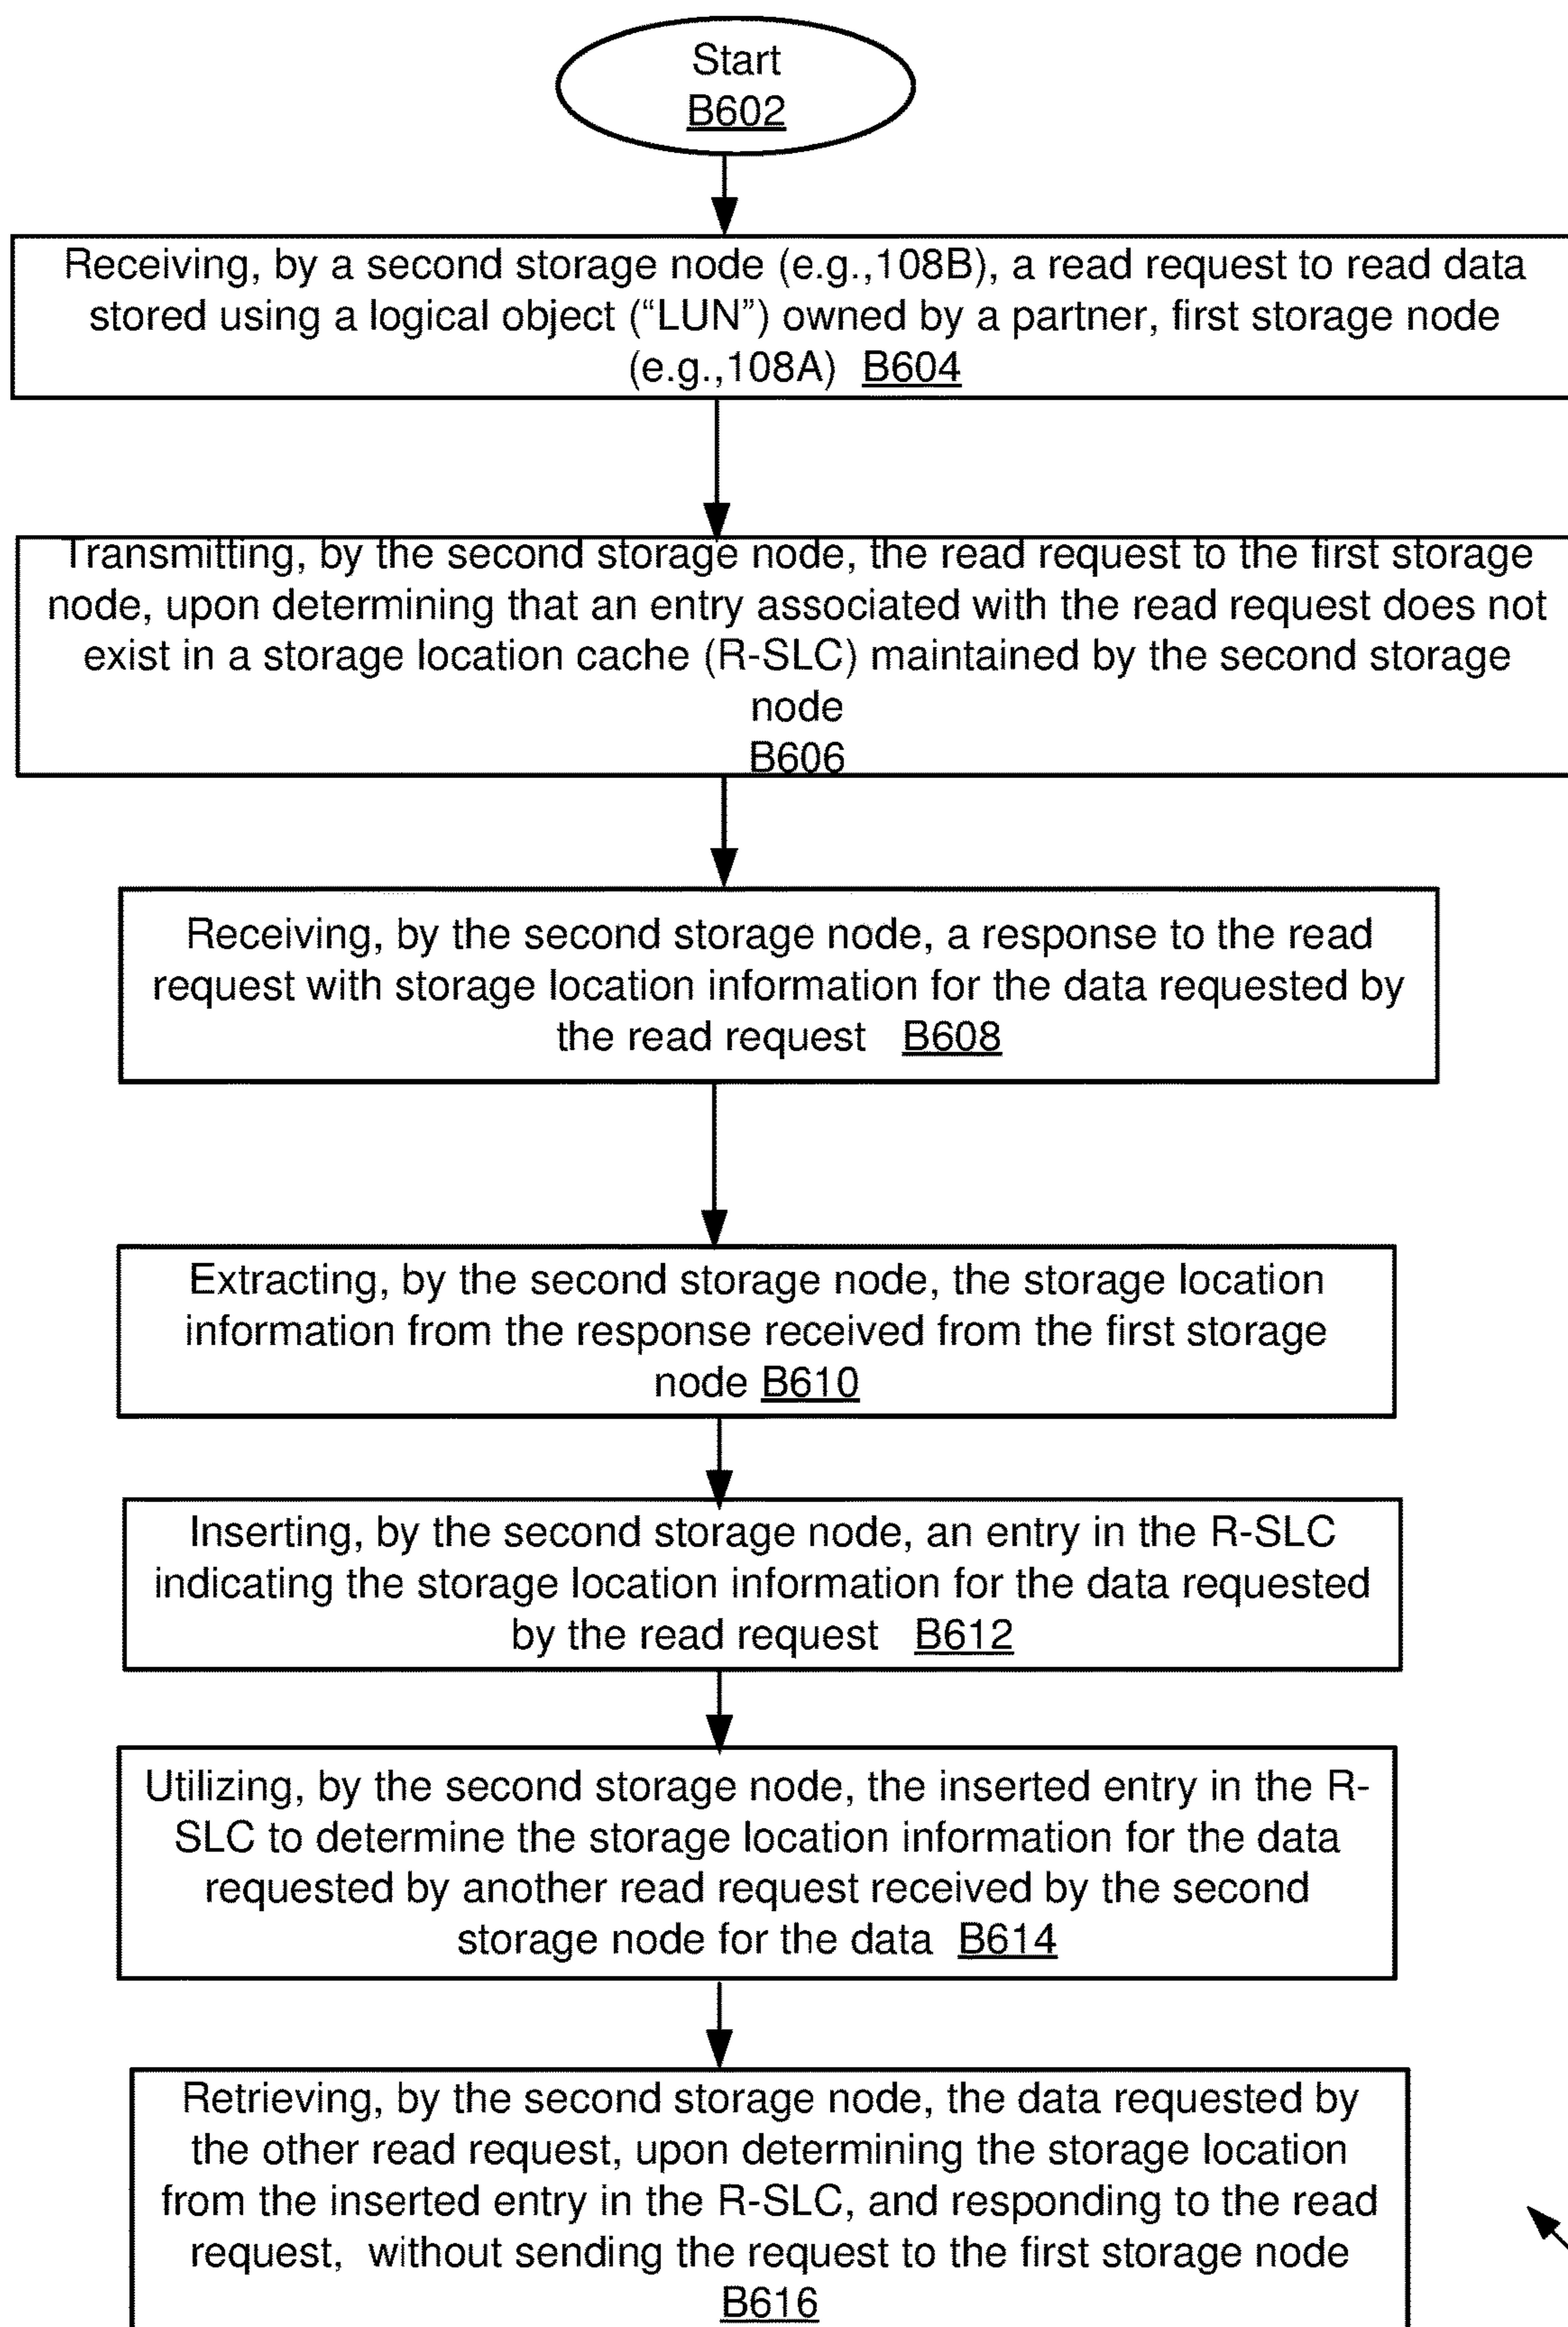 Start
B602
Receiving, by a second storage node (e.g.,108B), a read request to read data
stored using a logical object (“LUN”) owned by a partner, first storage node
(e.g.,108A) B604
Transmitting, by the second storage node, the read request to the first storage
node, upon determining that an entry associated with the read request does not
exist in a storage location cache (R-SLC) maintained by the second storage
node
B606
Receiving, by the second storage node, a response to the read
request with storage location information for the data requested by
the read request B608
Extracting, by the second storage node, the storage location
information from the response received from the first storage
node B610
Inserting, by the second storage node, an entry in the R-SLC
indicating the storage location information for the data requested
by the read request B612
Utilizing, by the second storage node, the inserted entry in the R-
SLC to determine the storage location information for the data
requested by another read request received by the second
storage node for the data B614
Retrieving, by the second storage node, the data requested by
the other read request, upon determining the storage location
from the inserted entry in the R-SLC, and responding to the read
request, without sending the request to the first storage node
B616